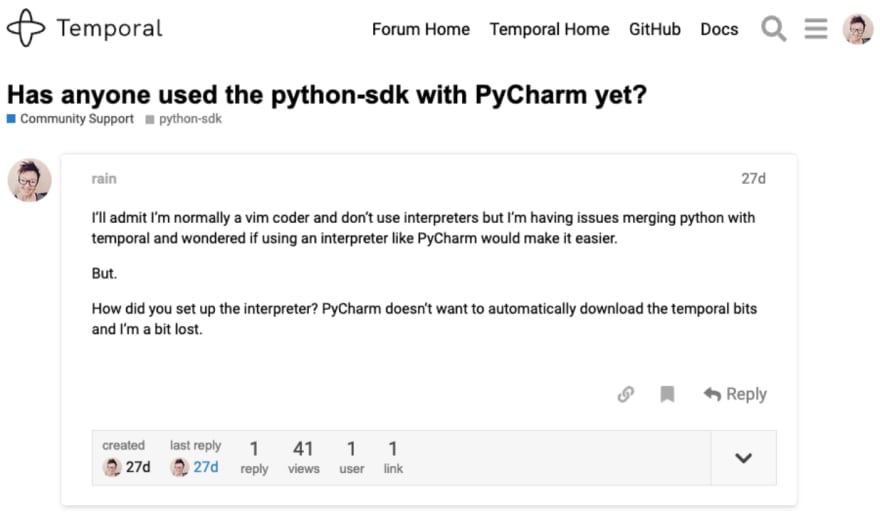 Temporal
Forum Home Temporal Home GitHub Docs
Has anyone used the python-sdk with PyCharm yet?
Community Support python-sdk
rain 27d
I'll admit I'm normally a vim coder and don't use interpreters but I'm having issues merging python with
temporal and wondered if using an interpreter like PyCharm would make it easier.
But.
How did you set up the interpreter? PyCharm doesn't want to automatically download the temporal bits
and I'm a bit lost.
Reply
created last reply 1 41 1 1
27d 27d reply views user link